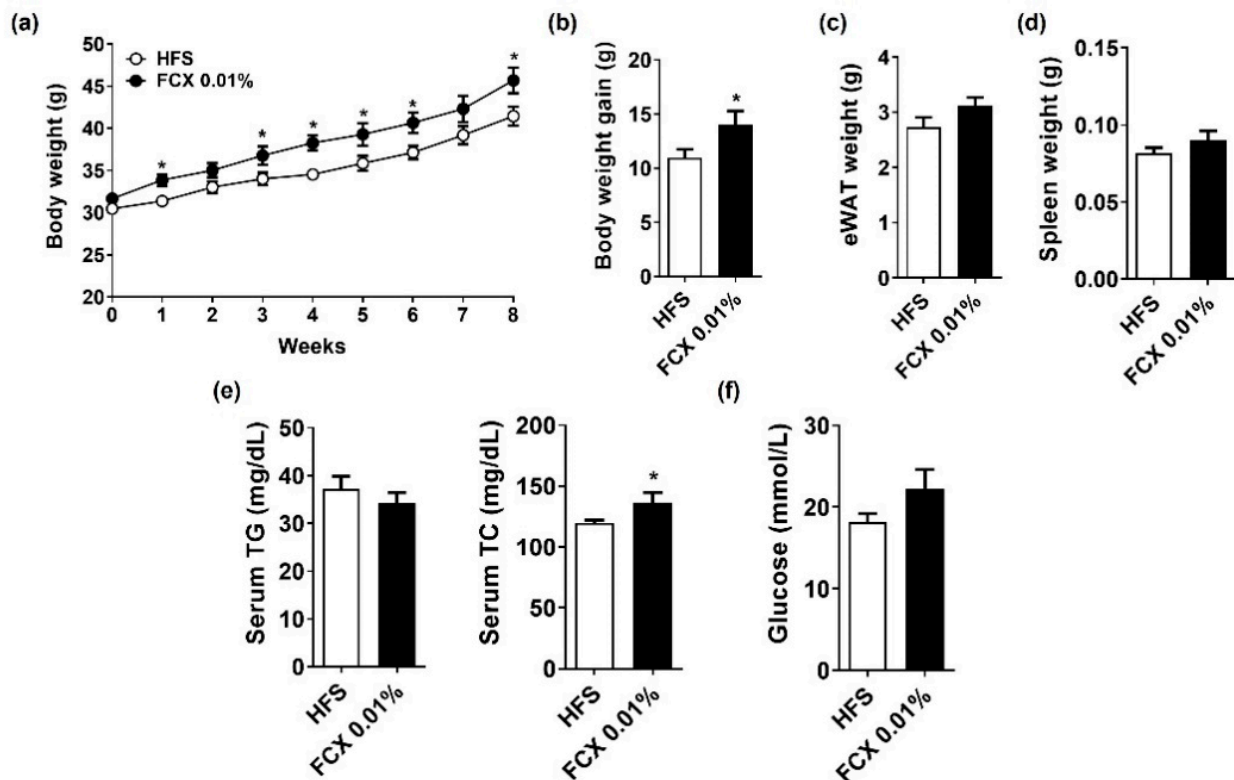 (a)
Body weight (g)
50
45
40
35
30
25
20
HFS
FCX 0.01%
*
*
*
*
*
*
0
1
2
3
4
5
6
7
8
Weeks
(b)
Body weight gain (g)
20
15
10
5
0
*
HFS
FCX 0.01%
(c)
eWAT weight (g)
4
3
2
1
0
HFS
FCX 0.01%
(d)
Spleen weight (g)
0.15
0.10
0.05
0.00
HFS
FCX 0.01%
(e)
Serum TG (mg/dL)
50
40
30
20
10
0
HFS
FCX 0.01%
Serum TC (mg/dL)
200
150
100
50
0
*
HFS
FCX 0.01%
(f)
Glucose (mmol/L)
30
20
10
0
HFS
FCX 0.01%